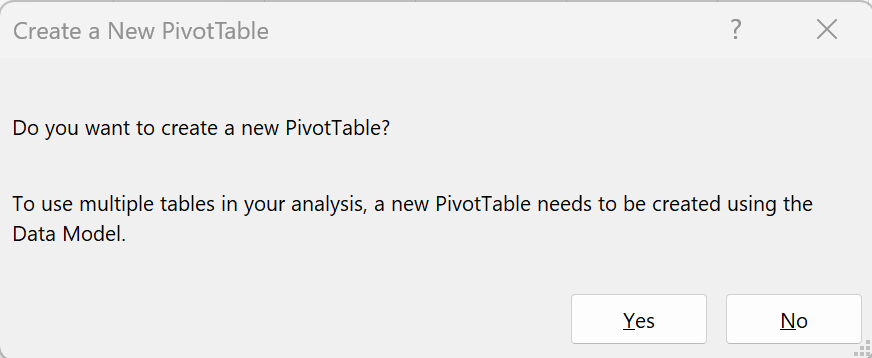 Create a New PivotTable
?
Do you want to create a new PivotTable?
To use multiple tables in your analysis, a new PivotTable needs to be created using the
Data Model.
Yes
No